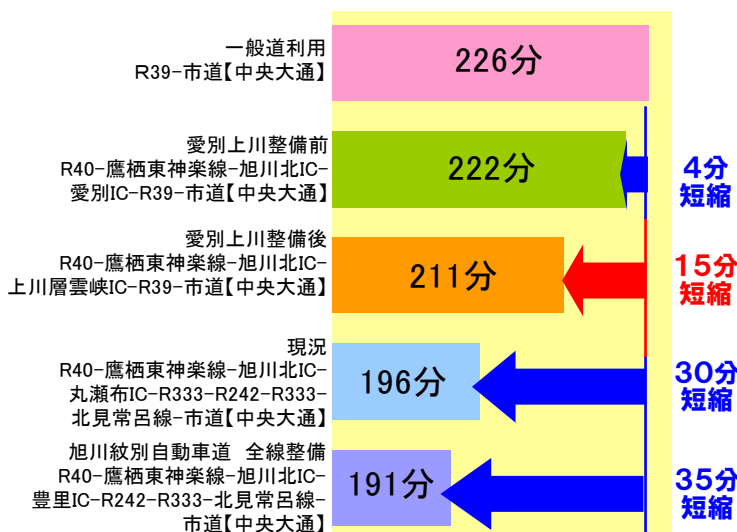 一般道利用
R39-市道【中央大通】
226分
愛別上川整備前
R40-鷹栖東神楽線-旭川北IC-
愛別IC-R39-市道【中央大通】
222分
4分
短縮
愛別上川整備後
R40-鷹栖東神楽線-旭川北IC-
上川層雲峡IC-R39-市道【中央大通】
211分
15分
短縮
現況
R40-鷹栖東神楽線-旭川北IC-
丸瀬布IC-R333-R242-R333-
北見常呂線-市道【中央大通】
196分
30分
短縮
旭川紋別自動車道　全線整備
R40-鷹栖東神楽線-旭川北IC-
豊里IC-R242-R333-北見常呂線-
市道【中央大通】
191分
35分
短縮